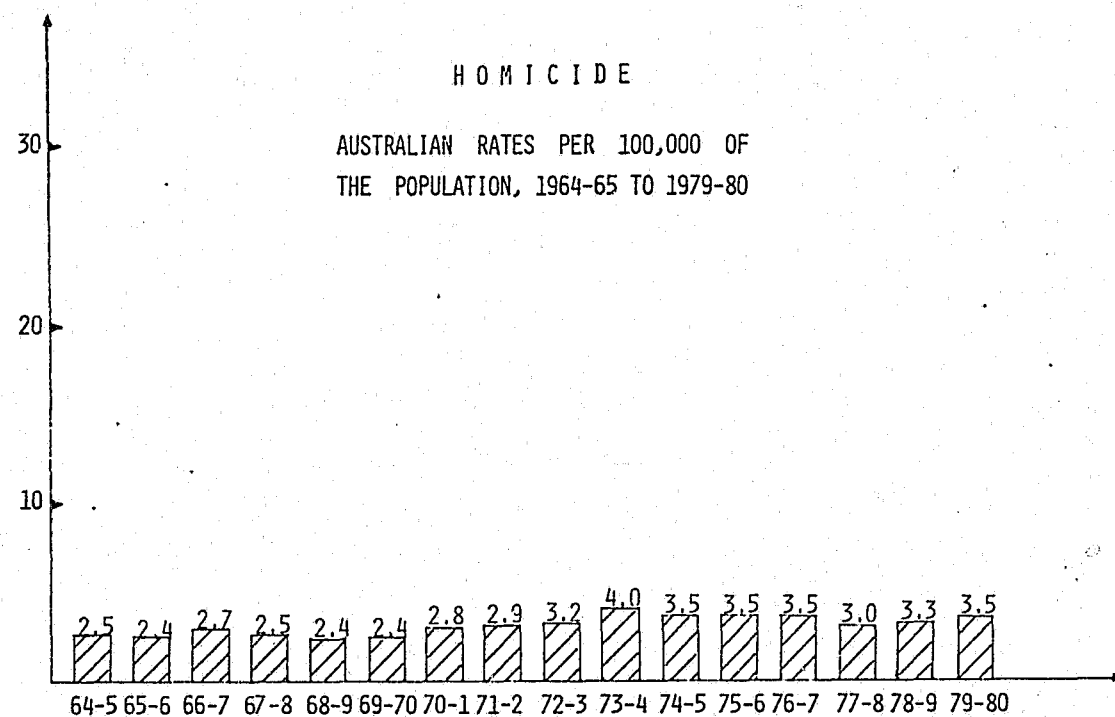 HOMICIDE
AUSTRALIAN RATES PER 100,000 OF
THE POPULATION, 1964-65 TO 1979-80
30
20
10
2.5 2.4 2.7 2.5 2.4 2.4 2.8 2.9 3.2 4.0 3.5 3.5 3.5 3.0 3.3 3.5
64-5 65-6 66-7 67-8 68-9 69-70 70-1 71-2 72-3 73-4 74-5 75-6 76-7 77-8 78-9 79-80